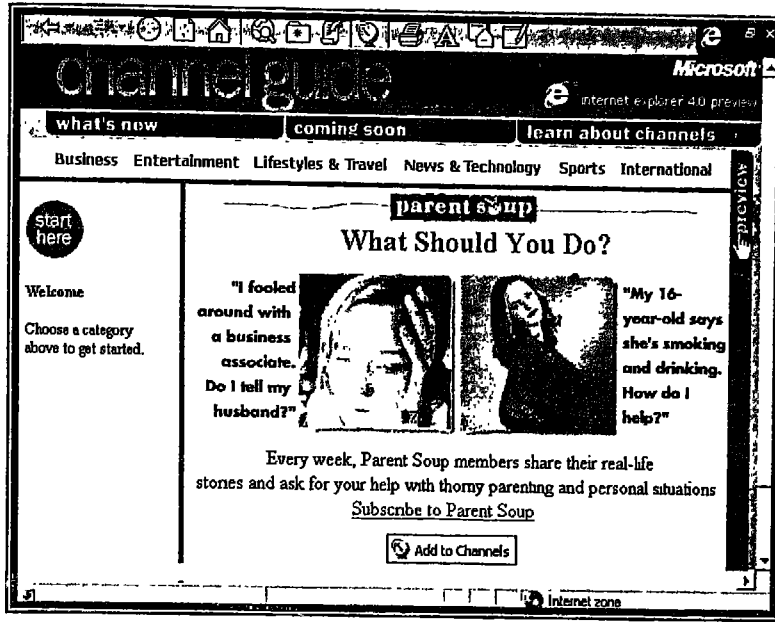 channel guide
Microsoft
internet explorer 4.0 preview
what's new
coming soon
learn about channels
Business Entertainment Lifestyles & Travel News & Technology Sports International
preview
start
here
Welcome
Choose a category
above to get started.
parent soup
What Should You Do?
"I fooled
around with
a business
associate.
Do I tell my
husband?"
"My 16-
year-old says
she's smoking
and drinking.
How do I
help?"
Every week, Parent Soup members share their real-life
stories and ask for your help with thorny parenting and personal situations
Subscribe to Parent Soup
Add to Channels
Internet zone